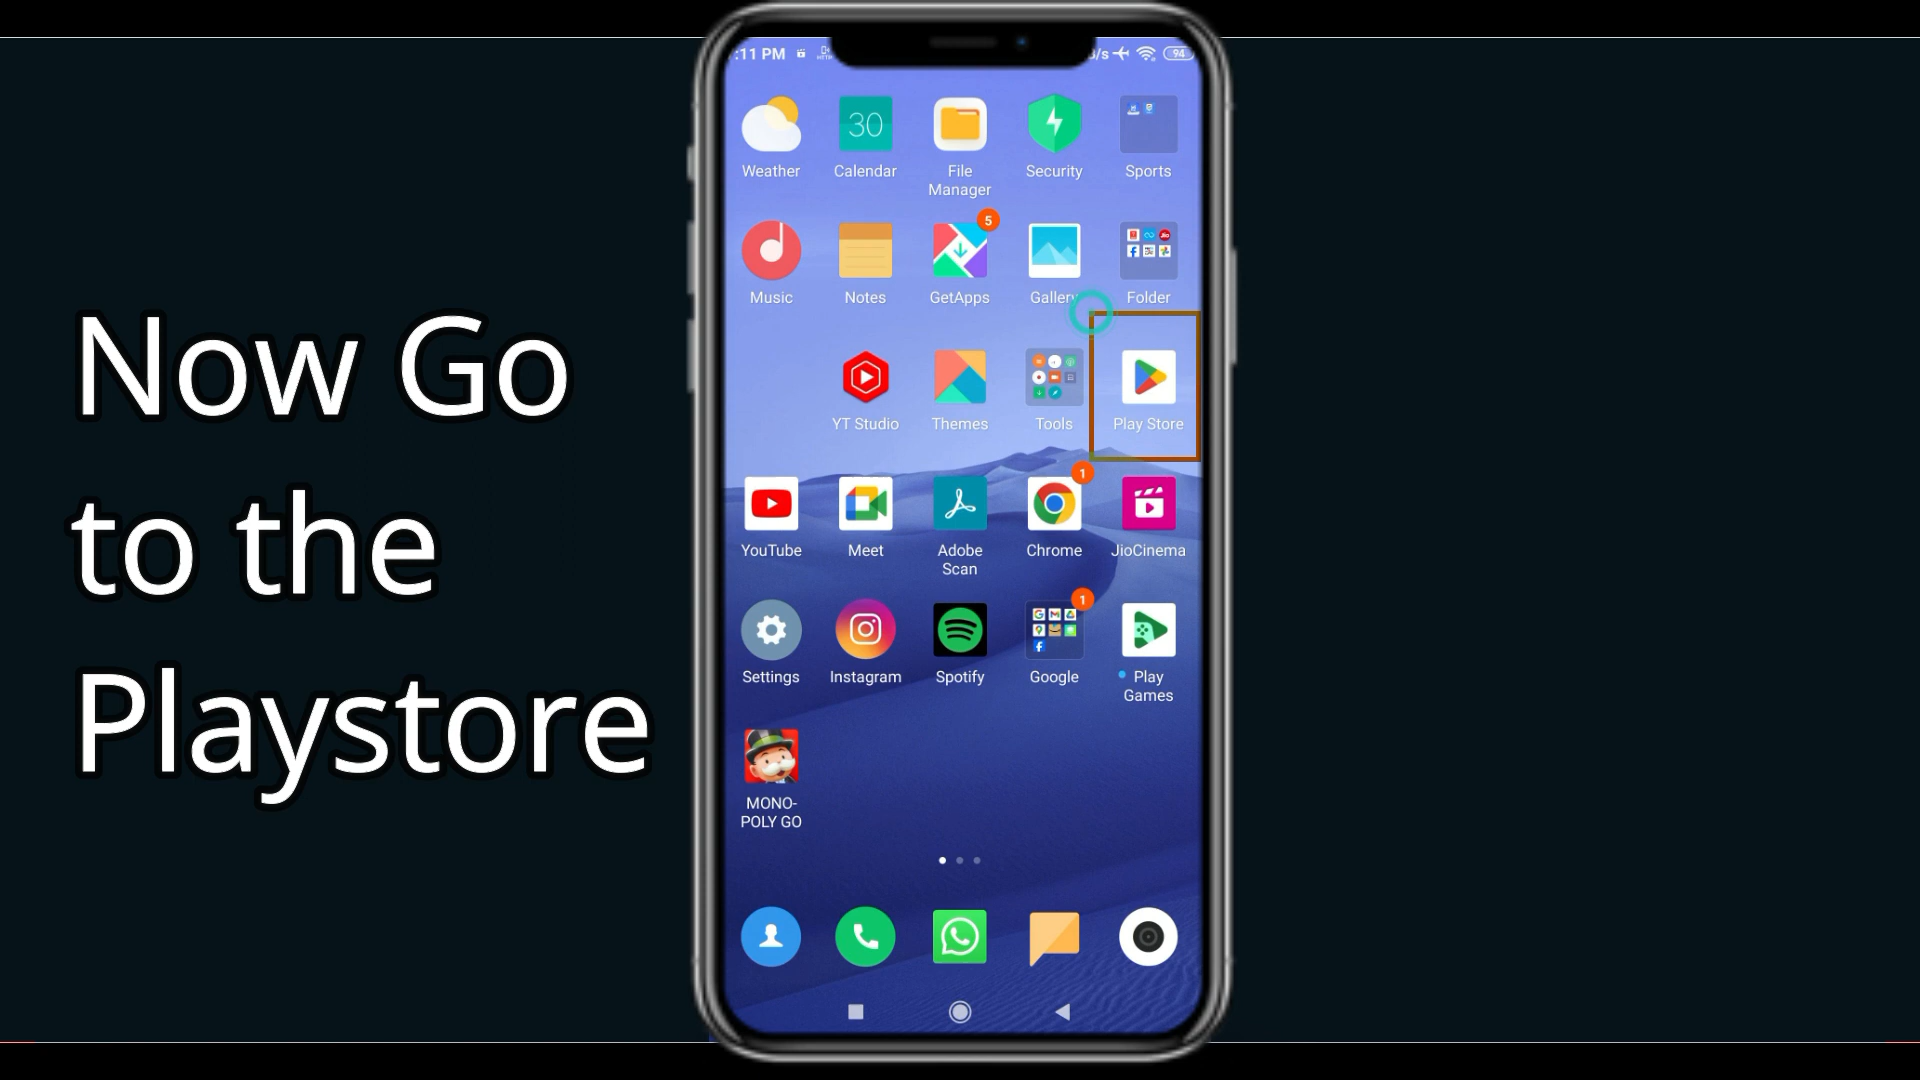 Now Go
to the
Playstore
:11 PM
/s
94
30
Weather
Calendar
File
Manager
Security
Sports
5
Music
Notes
GetApps
Gallery
Folder
YT Studio
Themes
Tools
Play Store
1
YouTube
Meet
Adobe
Scan
Chrome
JioCinema
1
Settings
Instagram
Spotify
Google
Play
Games
MONO-
POLY GO